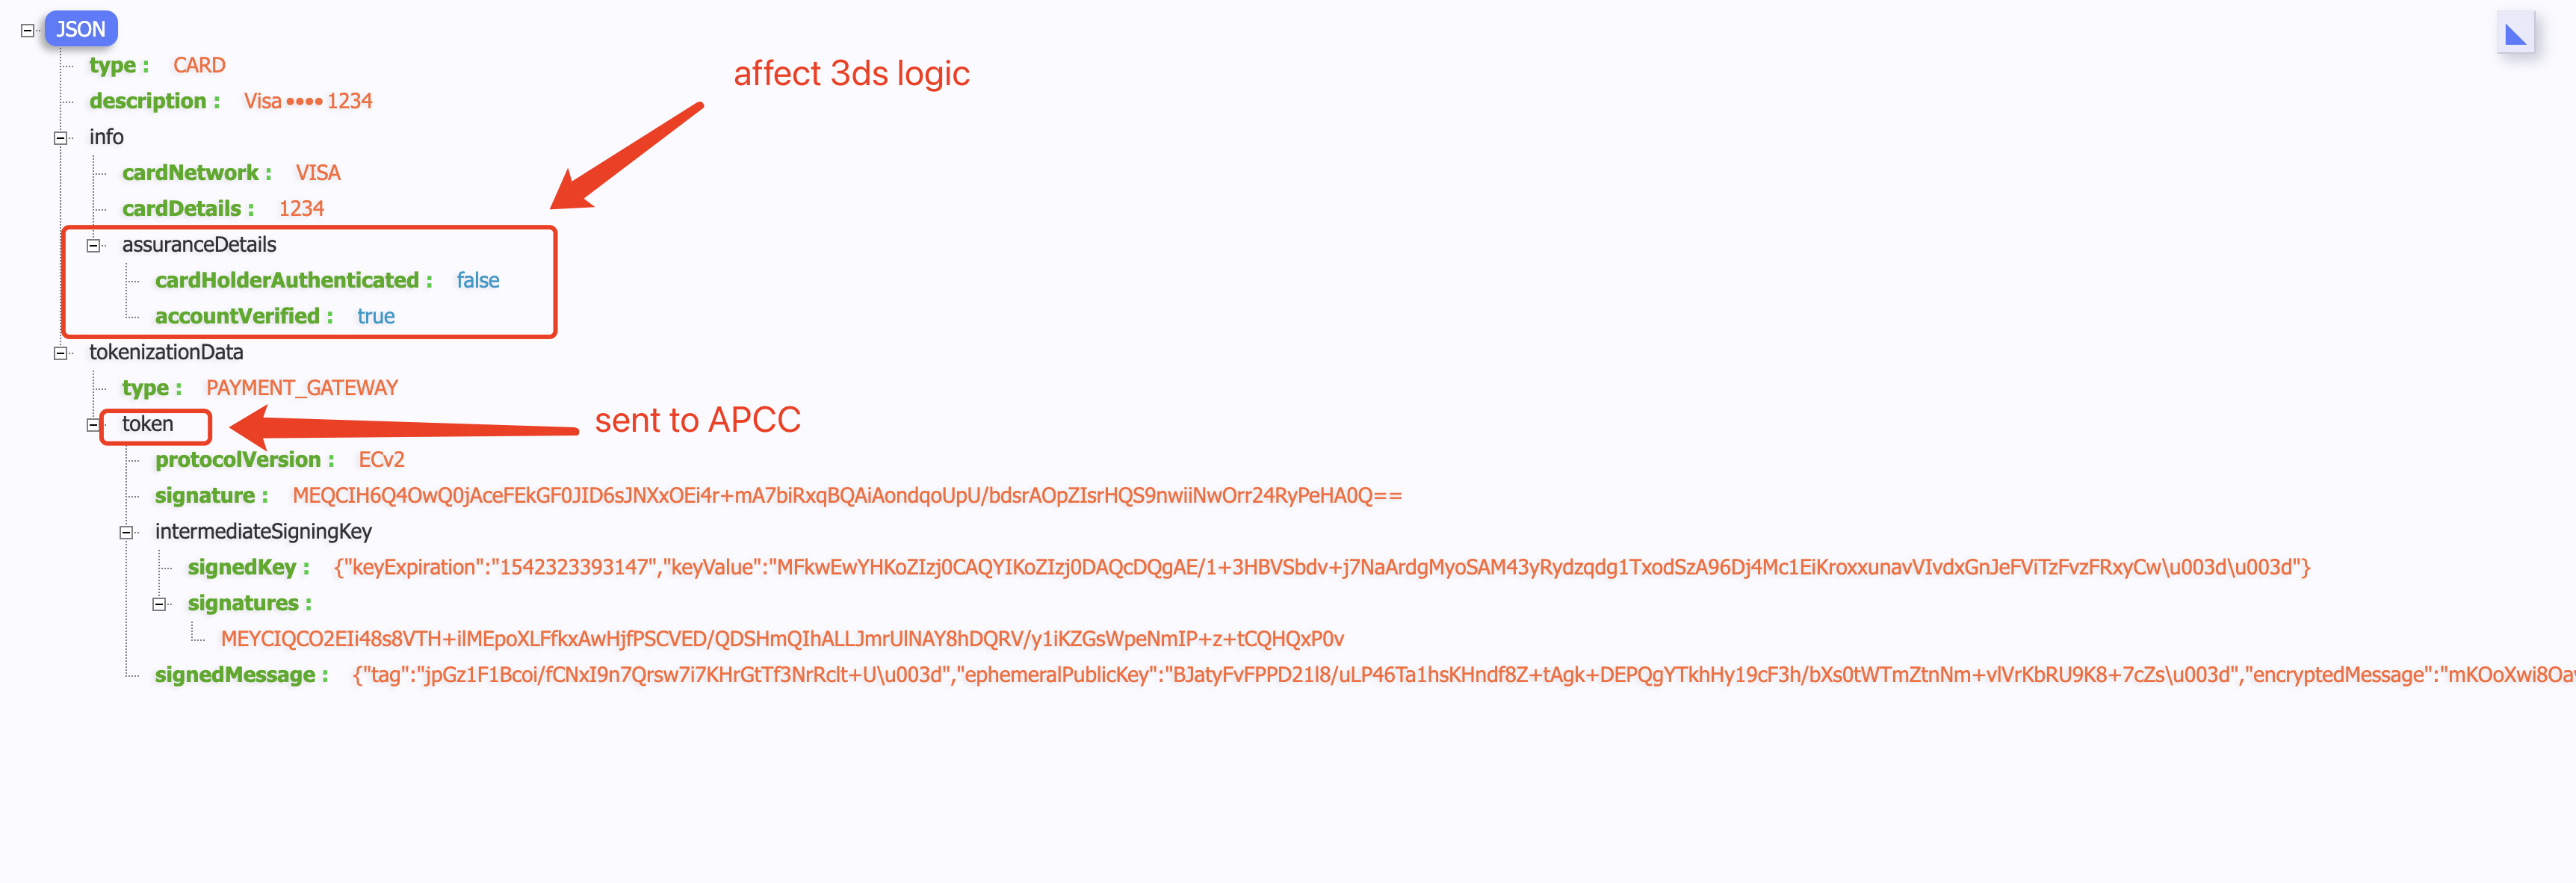 JSON
type : CARD
affect 3ds logic
description : Visa •••• 1234
info
cardNetwork : VISA
cardDetails : 1234
assuranceDetails
cardHolderAuthenticated : false
accountVerified : true
tokenizationData
type : PAYMENT_GATEWAY
token
sent to APCC
protocolVersion : ECv2
signature : MEQCIH6Q4OwQ0jAceFEkGF0JID6sJNXxOEi4r+mA7biRxqBQAiAondqoUpU/bdsrAOpZIsrHQS9nwiiNwOrr24RyPeHA0Q==
intermediateSigningKey
signedKey : {"keyExpiration":"1542323393147","keyValue":"MFkwEwYHKoZIzj0CAQYIKoZIzj0DAQcDQgAE/1+3HBVSbdv+j7NaArdgMyoSAM43yRydzqdg1TxodSzA96Dj4Mc1EiKroxxunavVIvdxGnJeFViTzFvzFRxyCw\u003d\u003d"}
signatures :
MEYCIQCO2EIi48s8VTH+ilMEpoXLFfkxAwHjfPSCVED/QDSHmQIhALLJmrUlNAY8hDQRV/y1iKZGsWpeNmIP+z+tCQHQxP0v
signedMessage : {"tag":"jpGz1F1Bcoi/fCNxI9n7Qrsw7i7KHrGtTf3NrRclt+U\u003d","ephemeralPublicKey":"BJatyFvFPPD21l8/uLP46Ta1hsKHndf8Z+tAgk+DEPQgYTkhHy19cF3h/bXs0tWTmZtnNm+vlVrKbRU9K8+7cZs\u003d","encryptedMessage":"mKOoXwi8Oav